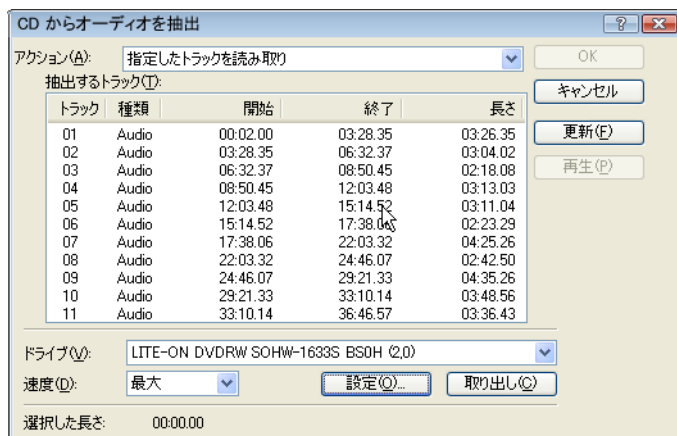 CD からオーディオを抽出
アクション(A): 指定したトラックを読み取り OK
抽出するトラック(T): キャンセル
トラック 種類 開始 終了 長さ
更新(F)
再生(P)
01 Audio 00:02.00 03:28.35 03:26.35
02 Audio 03:28.35 06:32.37 03:04.02
03 Audio 06:32.37 08:50.45 02:18.08
04 Audio 08:50.45 12:03.48 03:13.03
05 Audio 12:03.48 15:14.52 03:11.04
06 Audio 15:14.52 17:38.06 02:23.29
07 Audio 17:38.06 22:03.32 04:25.26
08 Audio 22:03.32 24:46.07 02:42.50
09 Audio 24:46.07 29:21.33 04:35.26
10 Audio 29:21.33 33:10.14 03:48.56
11 Audio 33:10.14 36:46.57 03:36.43
ドライブ(V): LITE-ON DVDRW SOHW-1633S BS0H (2,0)
速度(D): 最大 設定(O)... 取り出し(C)
選択した長さ: 00:00.00